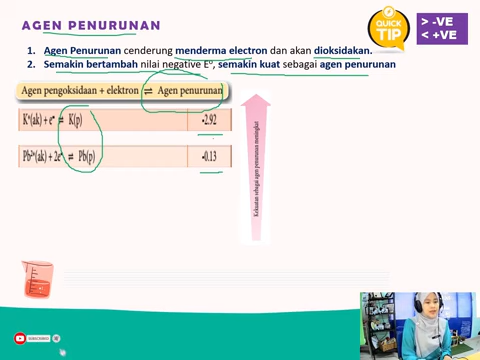 AGEN PENURUNAN
QUICK TIP
> -VE
< +VE
1. Agen Penurunan cenderung menderma electron dan akan dioksidakan.
2. Semakin bertambah nilai negative E⁰, semakin kuat sebagai agen penurunan
Agen pengoksidaan + elektron ⇌ Agen penurunan
K⁺(ak) + e⁻ ⇌ K(p) -2.92
Pb²⁺(ak) + 2e⁻ ⇌ Pb(p) -0.13
Kekuatan sebagai agen penurunan meningkat